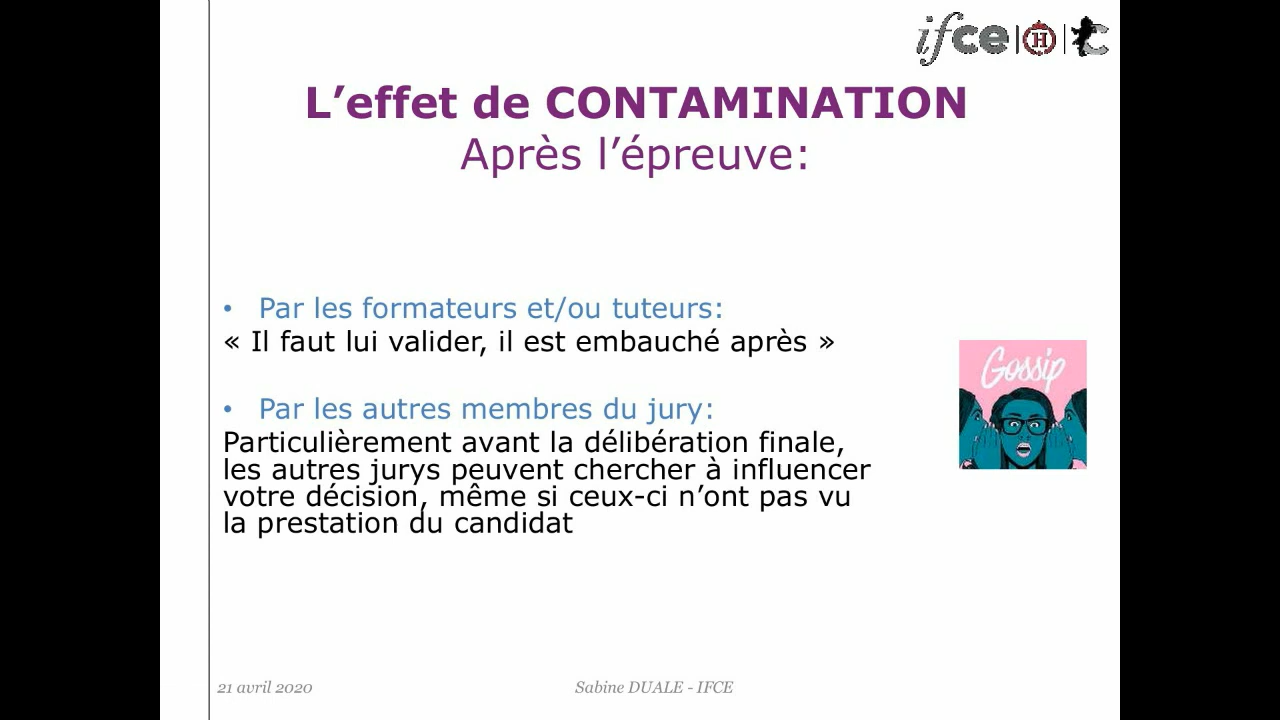 ifce | H | C
L'effet de CONTAMINATION
Après l'épreuve:
• Par les formateurs et/ou tuteurs:
« Il faut lui valider, il est embauché après »
Gossip
• Par les autres membres du jury:
Particulièrement avant la délibération finale,
les autres jurys peuvent chercher à influencer
votre décision, même si ceux-ci n'ont pas vu
la prestation du candidat
21 avril 2020
Sabine DUALE - IFCE